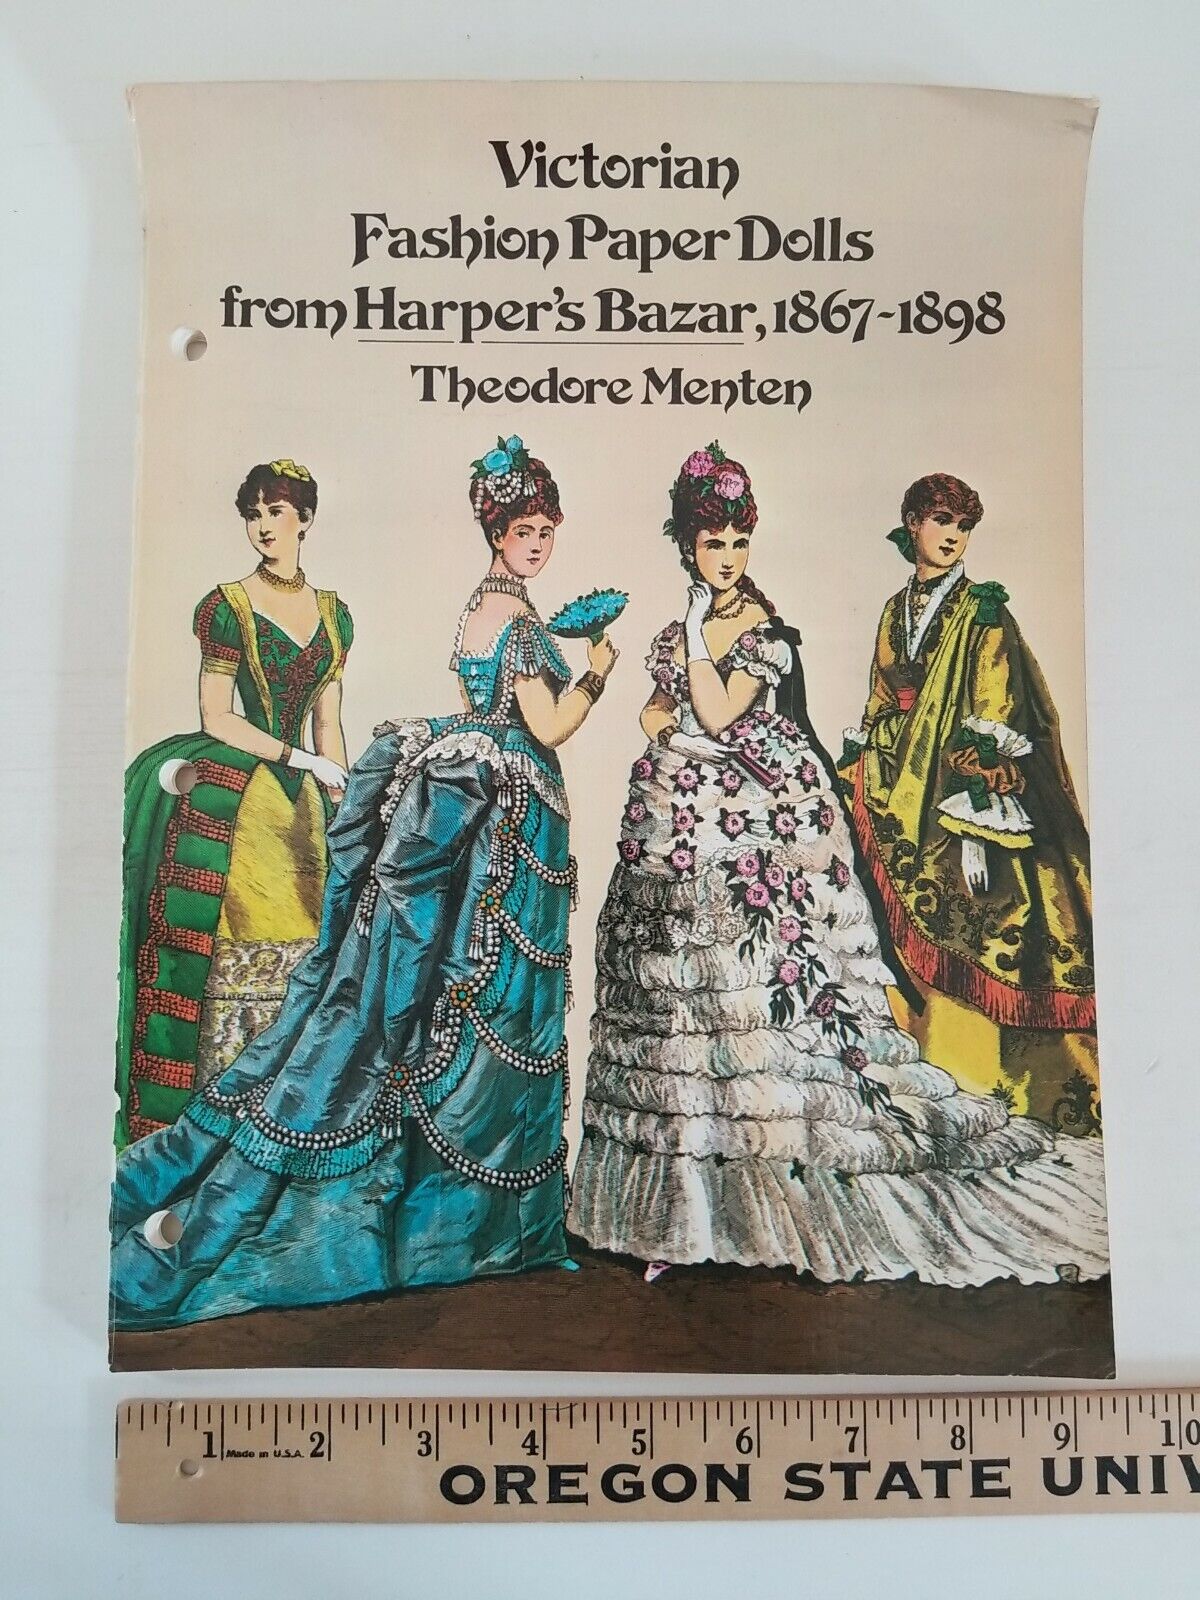 Victorian
Fashion Paper Dolls
from Harper's Bazar, 1867-1898
Theodore Menten
1 2 3 4 5 6 7 8 9 10
Made in U.S.A.
OREGON STATE UNIV